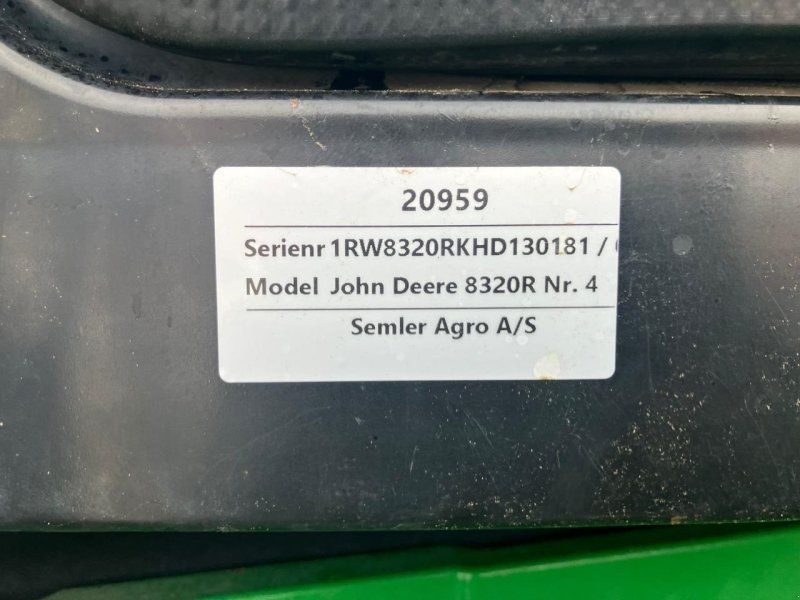 20959
Serienr 1RW8320RKHD130181 /
Model John Deere 8320R Nr. 4
Semler Agro A/S